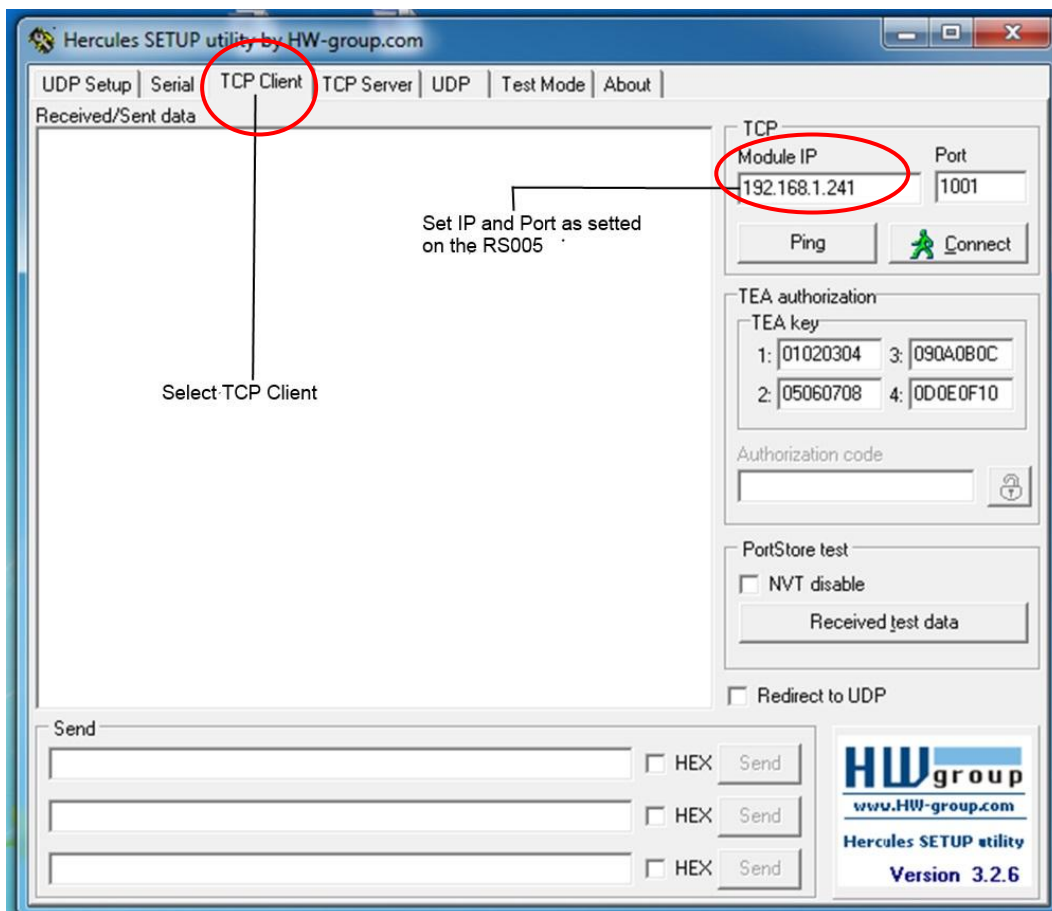 Hercules SETUP utility by HW-group.com
UDP Setup Serial TCP Client TCP Server UDP Test Mode About
Received/Sent data
TCP
Module IP Port
192.168.1.241 1001
Ping Connect
Set IP and Port as setted
on the RS005
TEA authorization
TEA key
1: 01020304 3: 090A0B0C
2: 05060708 4: 0D0E0F10
Select TCP Client
Authorization code
PortStore test
NVT disable
Received test data
Redirect to UDP
Send
HEX Send
HEX Send
HEX Send
HW group
www.HW-group.com
Hercules SETUP utility
Version 3.2.6